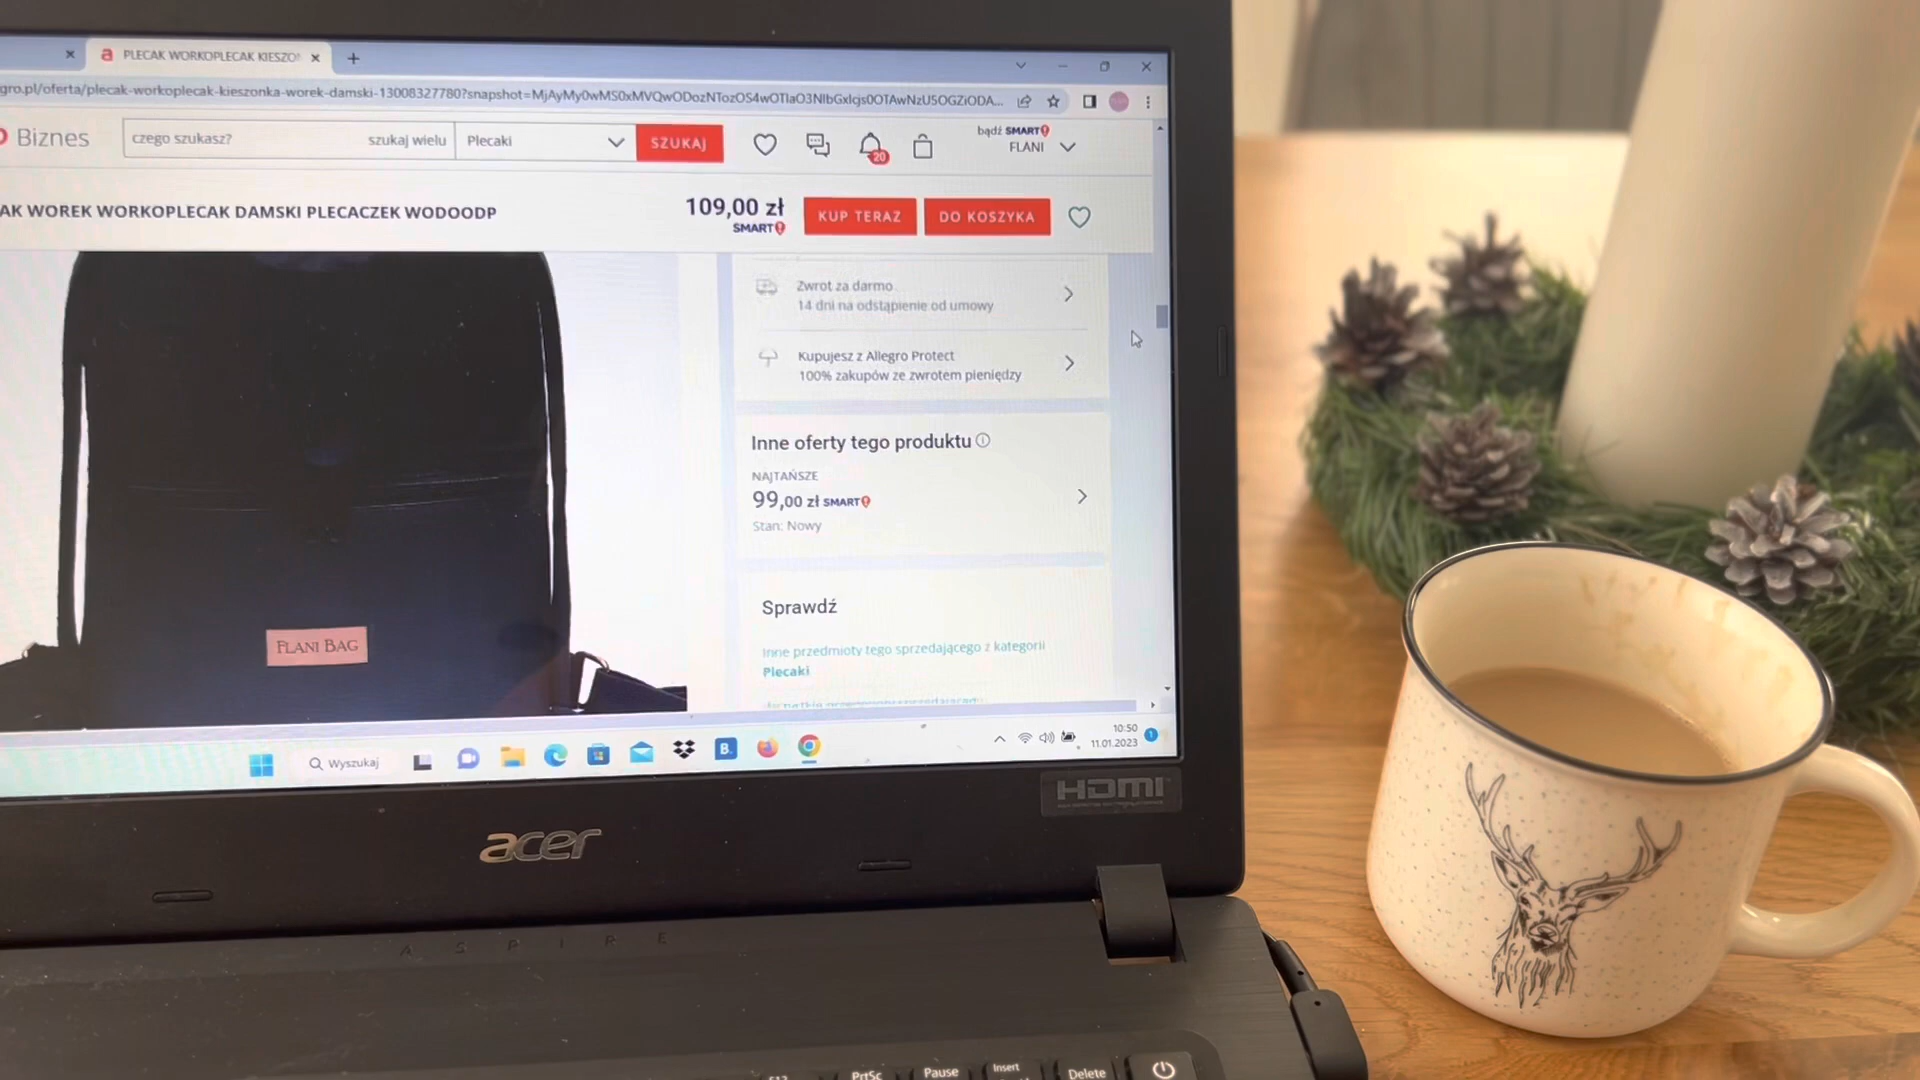 PLECAK WORKOPLECAK KIESZON
gro.pl/oferta/plecak-workoplecak-kieszonka-worek-damski-13008327780?snapshot=
Biznes
czego szukasz?
szukaj wielu
Plecaki
SZUKAJ
20
bądź SMART!
FLANI
AK WOREK WORKOPLECAK DAMSKI PLECACZEK WODOODP
109,00 zł
SMART!
KUP TERAZ
DO KOSZYKA
Zwrot za darmo
14 dni na odstąpienie od umowy
Kupujesz z Allegro Protect
100% zakupów ze zwrotem pieniędzy
Inne oferty tego produktu
NAJTAŃSZE
99,00 zł SMART!
Stan: Nowy
Sprawdź
Inne przedmioty tego sprzedającego z kategorii
Plecaki
FLANI BAG
Wyszukaj
B.
10:50
11.01.2023
1
HDMI
acer
ASPIRE
PrtSc
Pause
Insert
Delete